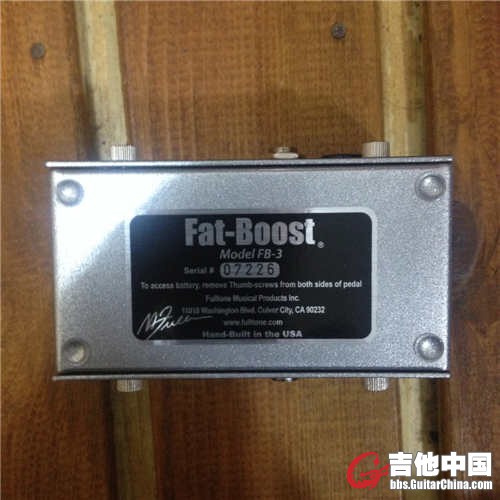 Fat-Boost®
Model FB-3
Serial # 07226
To access battery, remove Thumb-screws from both sides of pedal
Fulltone Musical Products Inc.
11018 Washington Blvd. Culver City, CA 90232
www.fulltone.com
Hand-Built in the USA
吉他中国
bbs.GuitarChina.com